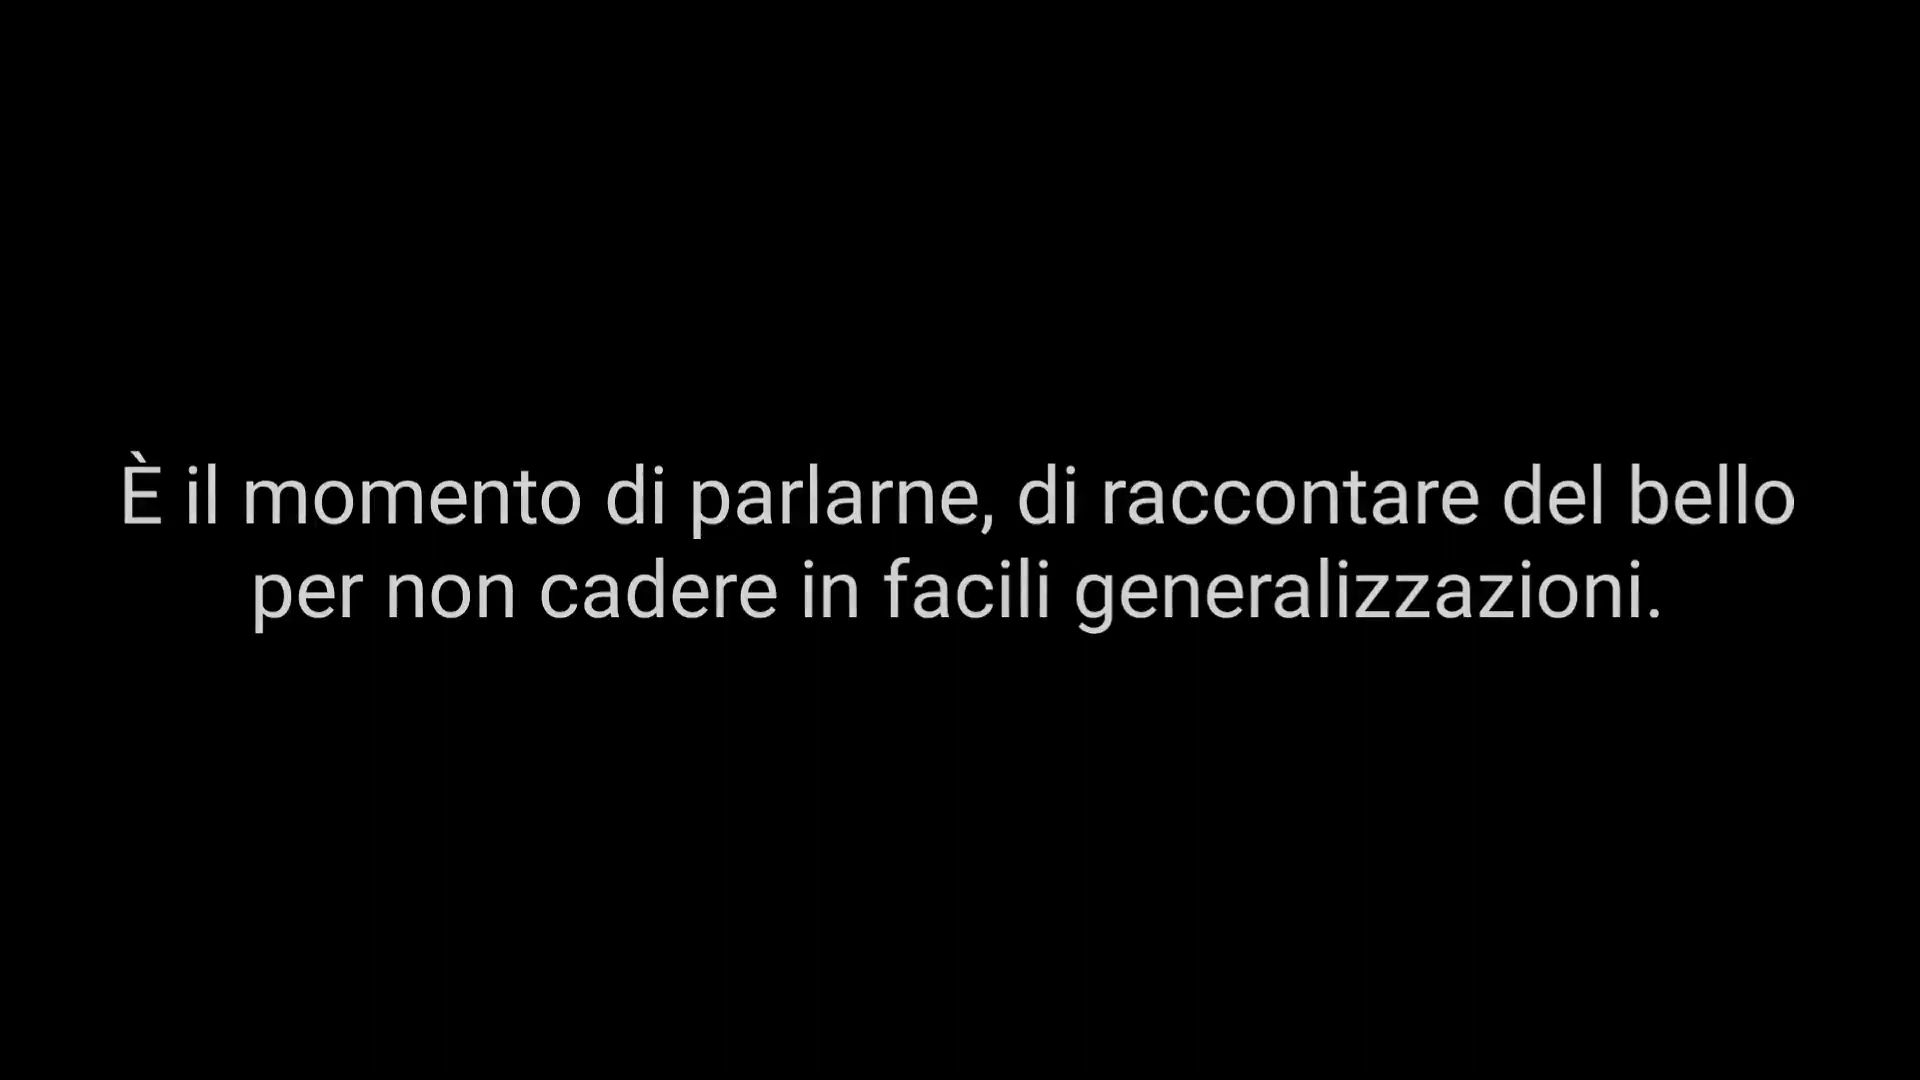 È il momento di parlarne, di raccontare del bello
per non cadere in facili generalizzazioni.